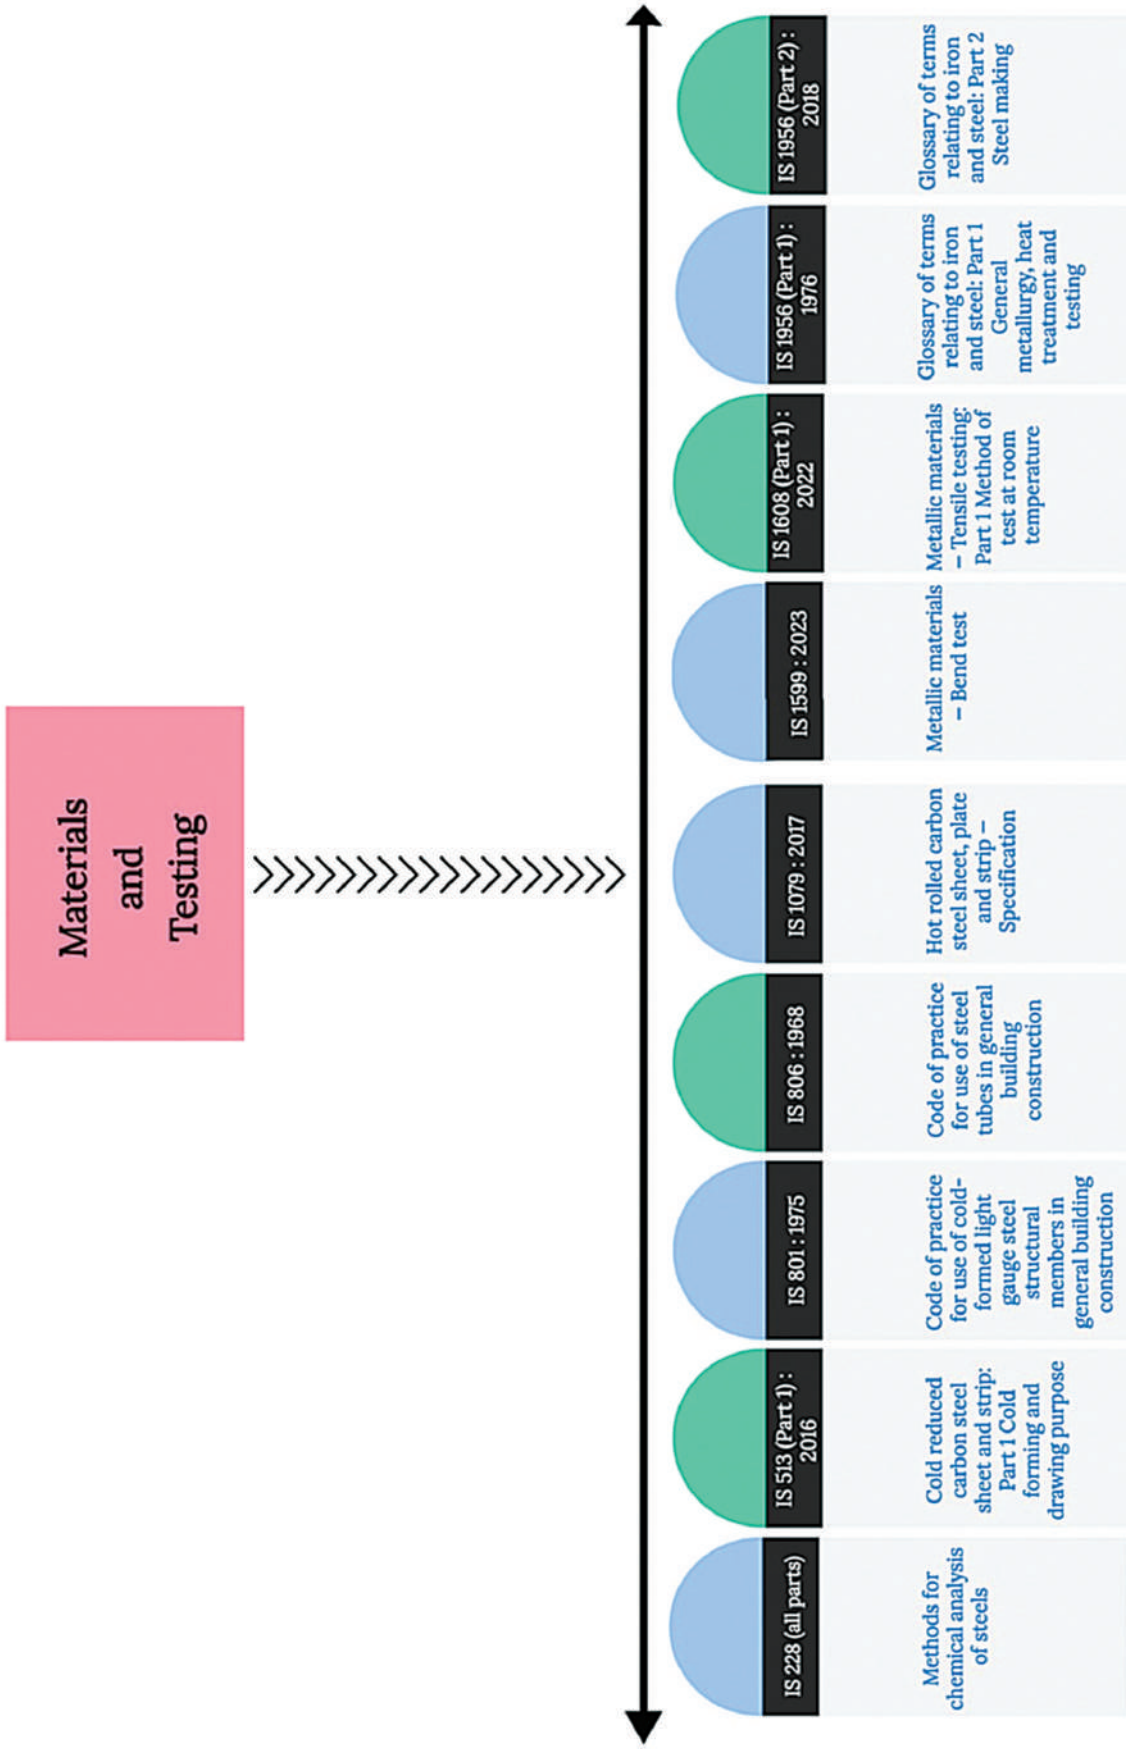 Materials
and
Testing
IS 228 (all parts)
Methods for
chemical analysis
of steels
IS 513 (Part 1) :
2016
Cold reduced
carbon steel
sheet and strip:
Part 1 Cold
forming and
drawing purpose
IS 801 : 1975
Code of practice
for use of cold-
formed light
gauge steel
structural
members in
general building
construction
IS 806 : 1968
Code of practice
for use of steel
tubes in general
building
construction
IS 1079 : 2017
Hot rolled carbon
steel sheet, plate
and strip –
Specification
IS 1599 : 2023
Metallic materials
– Bend test
IS 1608 (Part 1) :
2022
Metallic materials
– Tensile testing:
Part 1 Method of
test at room
temperature
IS 1956 (Part 1) :
1976
Glossary of terms
relating to iron
and steel: Part 1
General
metallurgy, heat
treatment and
testing
IS 1956 (Part 2) :
2018
Glossary of terms
relating to iron
and steel: Part 2
Steel making